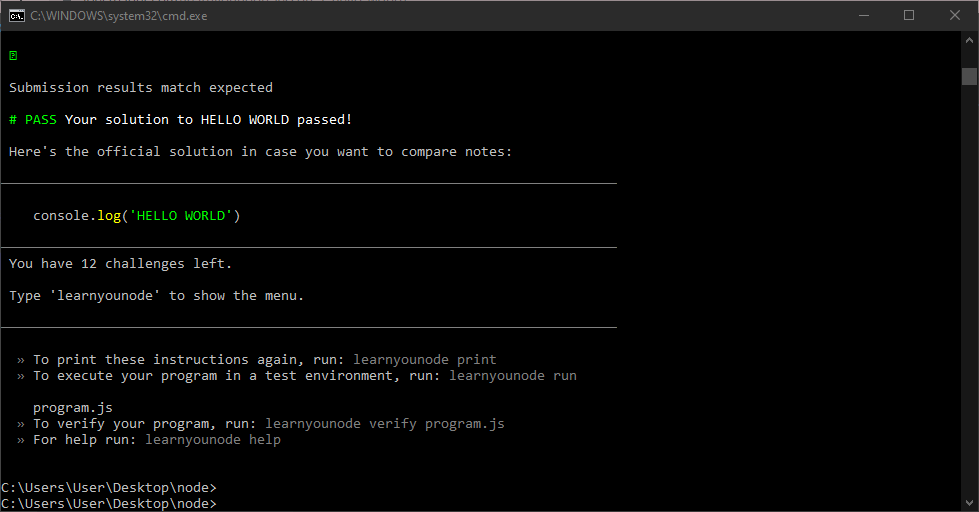 C:\WINDOWS\system32\cmd.exe
Submission results match expected
# PASS Your solution to HELLO WORLD passed!
Here's the official solution in case you want to compare notes:
console.log('HELLO WORLD')
You have 12 challenges left.
Type 'learnyounode' to show the menu.
» To print these instructions again, run: learnyounode print
» To execute your program in a test environment, run: learnyounode run
program.js
» To verify your program, run: learnyounode verify program.js
» For help run: learnyounode help
C:\Users\User\Desktop\node>
C:\Users\User\Desktop\node>